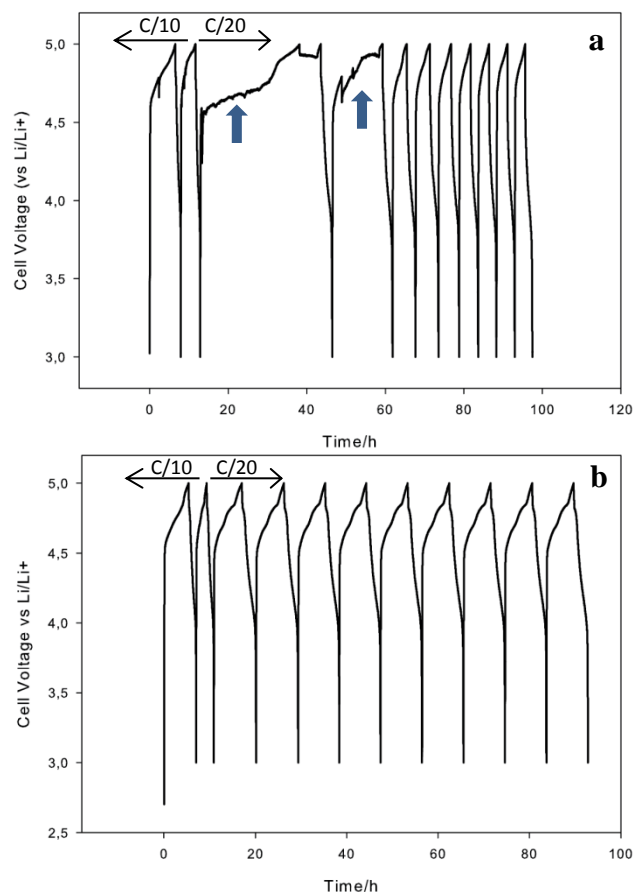 C/10 C/20
a
5,0
4,5
4,0
3,5
3,0
Cell Voltage (vs Li/Li+)
0 20 40 60 80 100 120
Time/h
C/10 C/20
b
5,0
4,5
4,0
3,5
3,0
2,5
Cell Voltage vs Li/Li+
0 20 40 60 80 100
Time/h